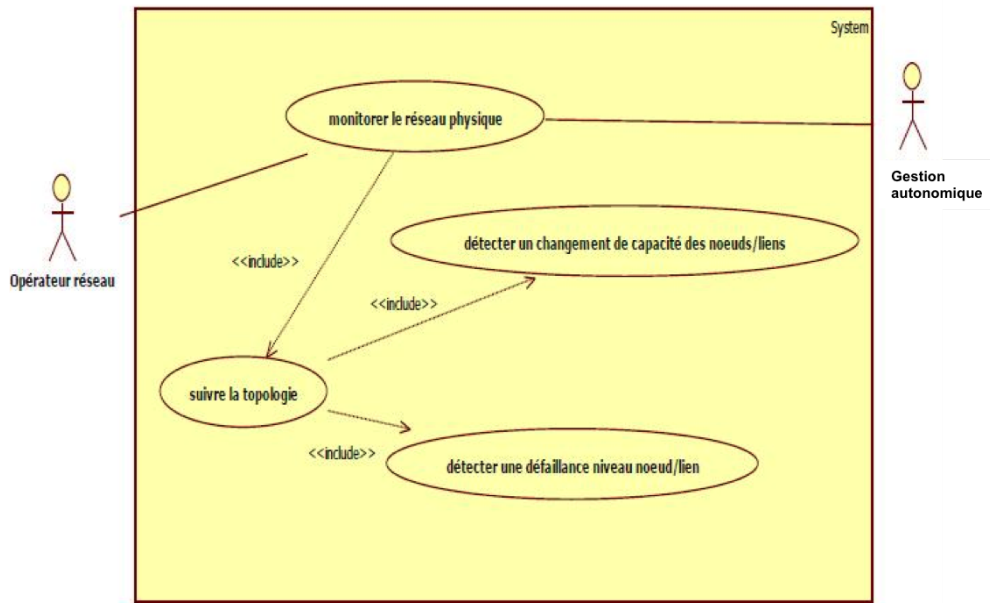 System
monitorer le réseau physique
Gestion
autonomique
détecter un changement de capacité des noeuds/liens
<<include>>
Opérateur réseau
<<include>>
suivre la topologie
<<include>>
détecter une défaillance niveau noeud/lien